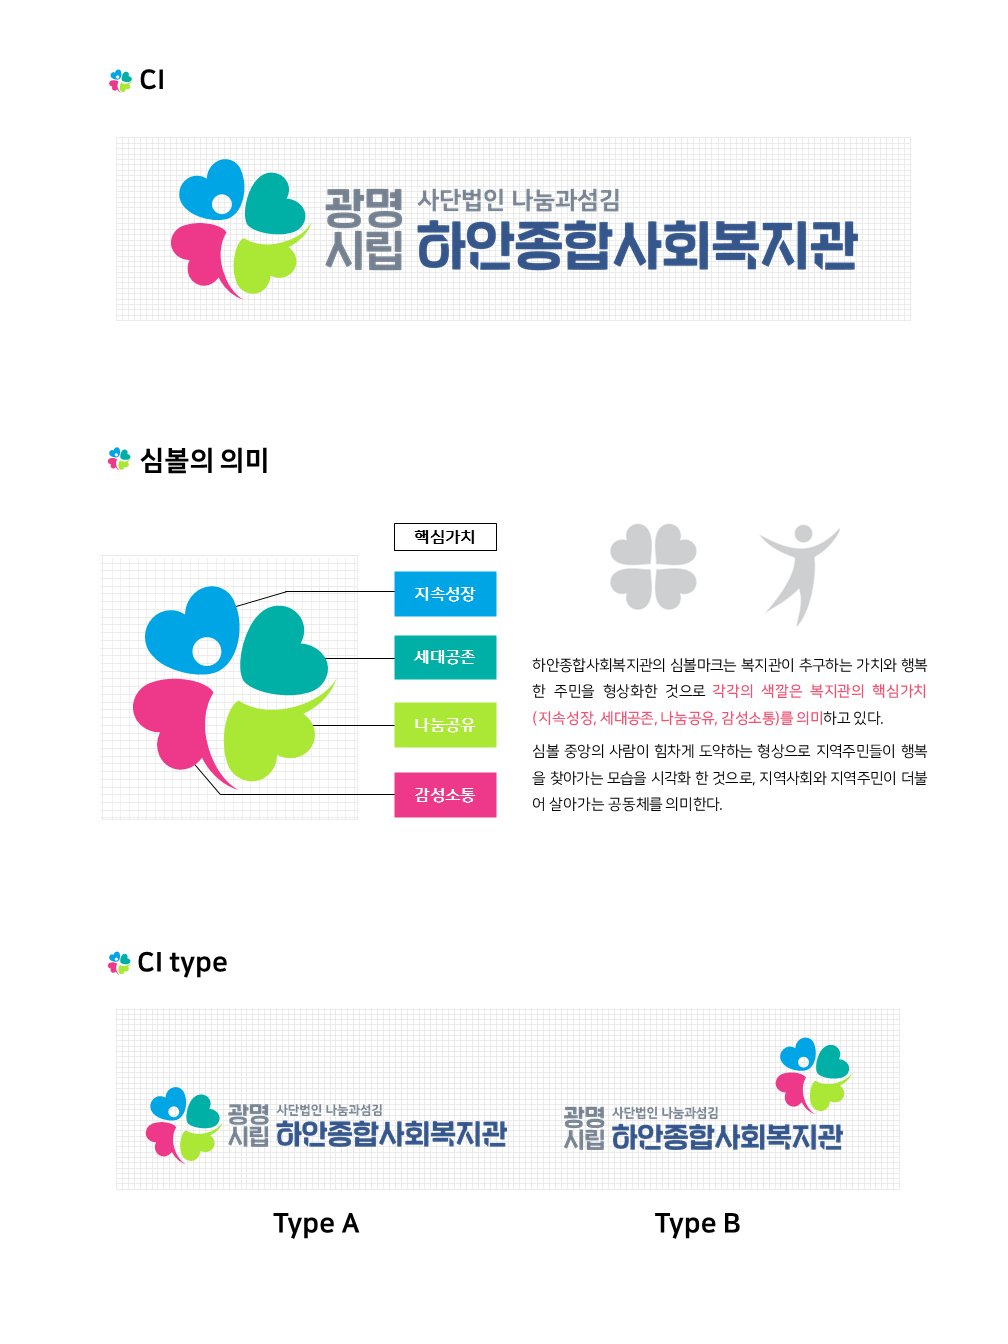 CI
광명
시립
사단법인 나눔과섬김
하안종합사회복지관
심볼의 의미
핵심가치
지속성장
세대공존
나눔공유
감성소통
하안종합사회복지관의 심볼마크는 복지관이 추구하는 가치와 행복
한 주민을 형상화한 것으로 각각의 색깔은 복지관의 핵심가치
(지속성장, 세대공존, 나눔공유, 감성소통)를 의미하고 있다.
심볼 중앙의 사람이 힘차게 도약하는 형상으로 지역주민들이 행복
을 찾아가는 모습을 시각화 한 것으로, 지역사회와 지역주민이 더불
어 살아가는 공동체를 의미한다.
CI type
광명
시립
사단법인 나눔과섬김
하안종합사회복지관
Type A
광명
시립
사단법인 나눔과섬김
하안종합사회복지관
Type B